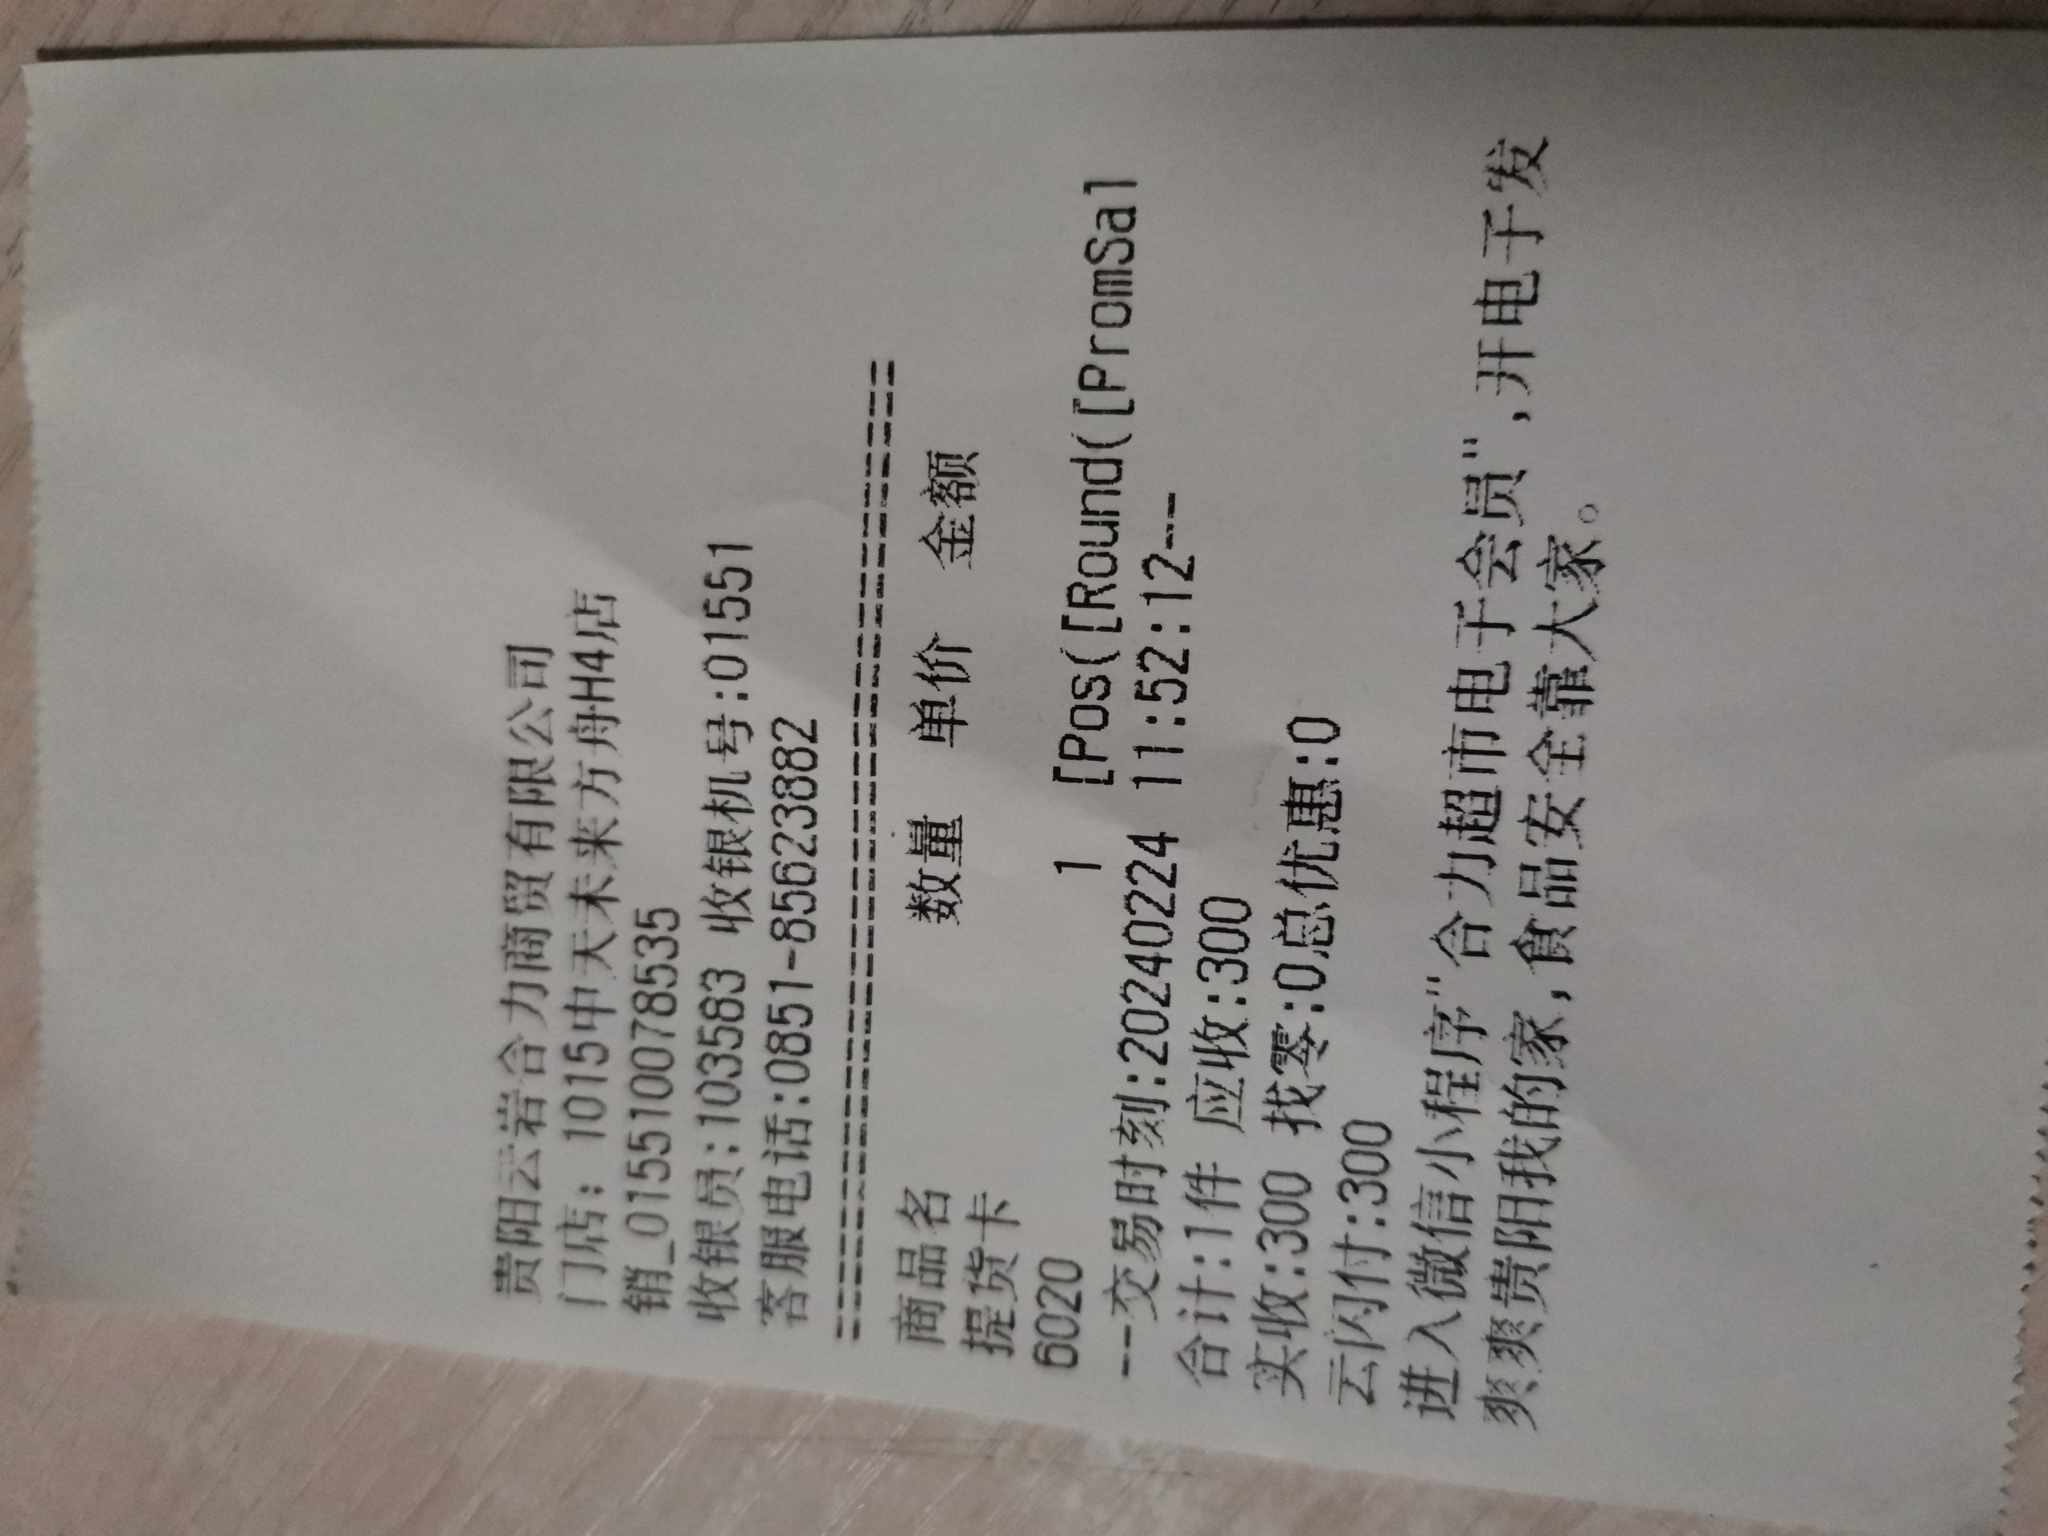 贵阳云岩合力商贸有限公司
门店：1015中天未来方舟H4店
销_015510078535
收银员:103583 收银机号:01551
客服电话:0851-85623882
========================================
商品名 数量 单价 金额
提货卡
6020 1 [Pos([Round([PromSal
---交易时刻:20240224 11:52:12---
合计:1件 应收:300
实收:300 找零:0总优惠:0
云闪付:300
进入微信小程序"合力超市电子会员",开电子发
爽爽贵阳我的家,食品安全靠大家。